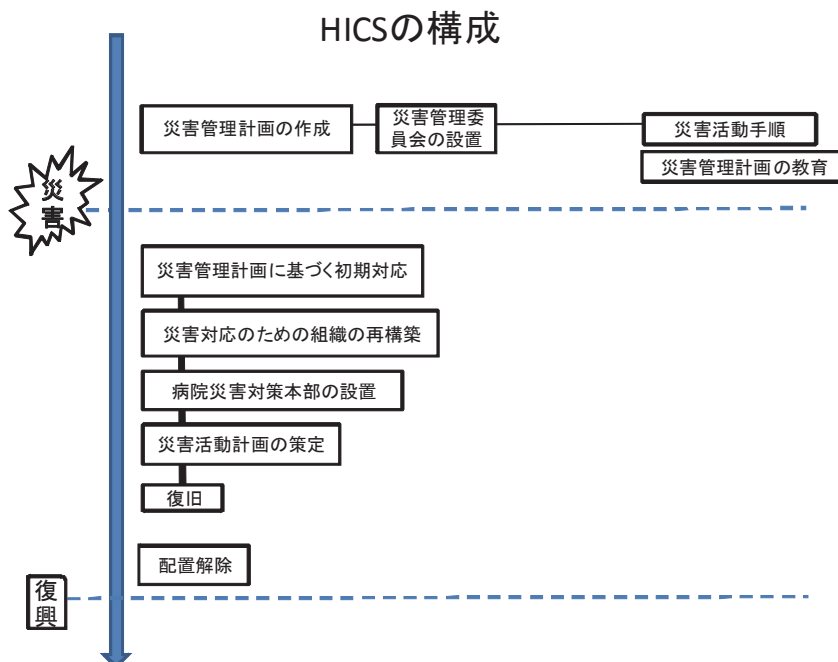 HICSの構成
災害管理計画の作成
災害管理委
員会の設置
災害活動手順
災害管理計画の教育
災
害
災害管理計画に基づく初期対応
災害対応のための組織の再構築
病院災害対策本部の設置
災害活動計画の策定
復旧
配置解除
復
興